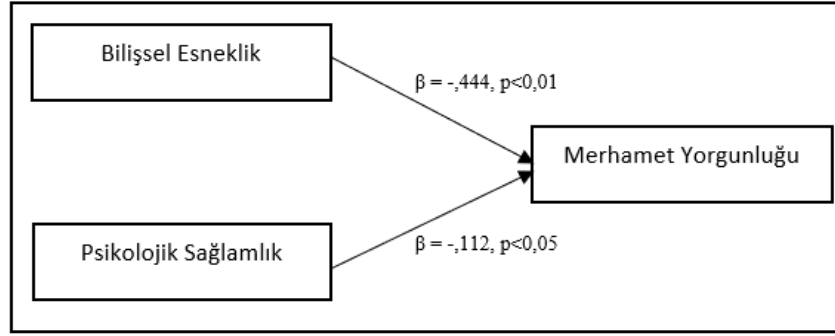 Bilişsel Esneklik
β = -,444, p<0,01
Merhamet Yorgunluğu
Psikolojik Sağlamlık
β = -,112, p<0,05